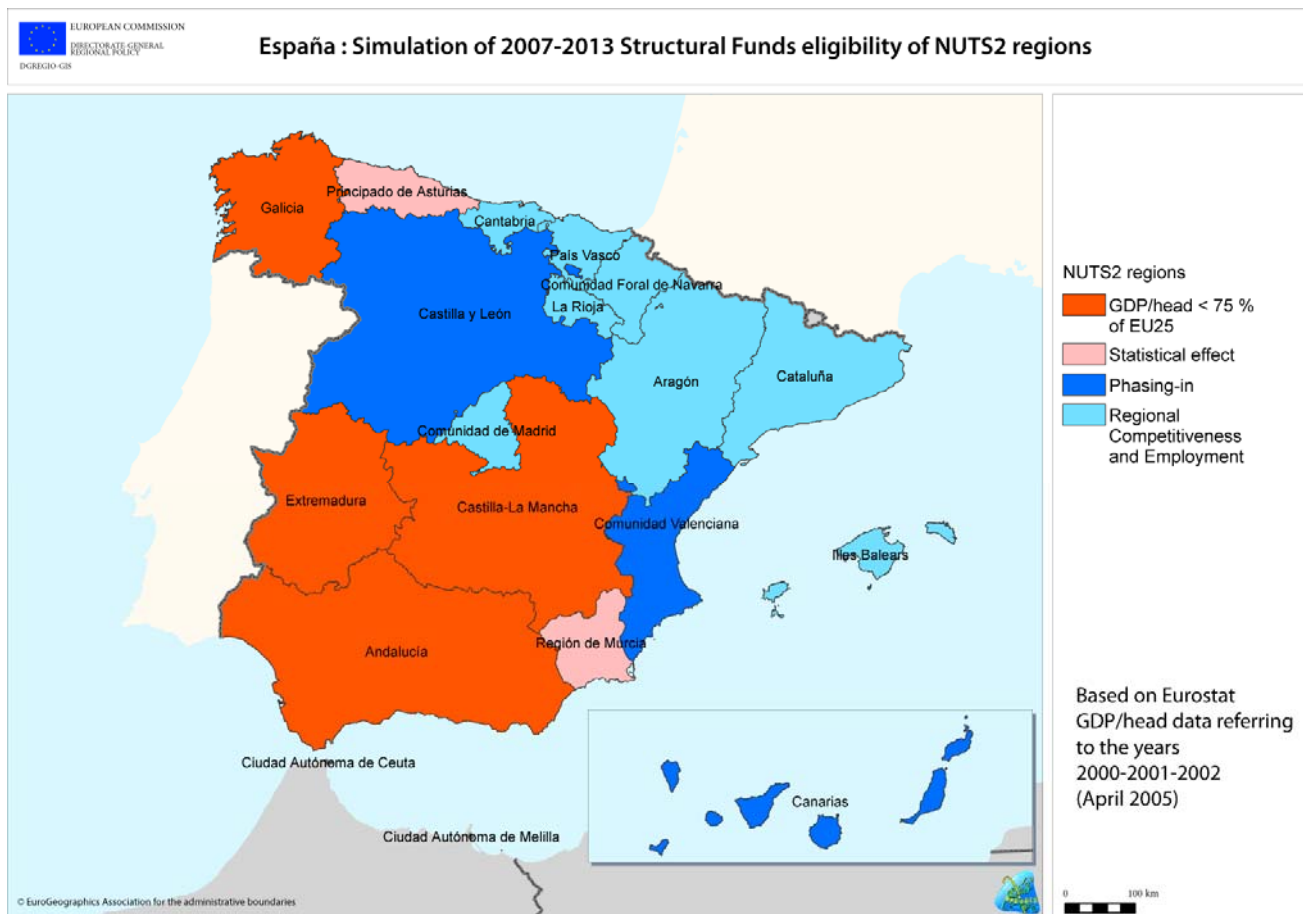 EUROPEAN COMMISSION
DIRECTORATE-GENERAL
REGIONAL POLICY
DGREGIO-GIS
España : Simulation of 2007-2013 Structural Funds eligibility of NUTS2 regions
Principado de Asturias
Galicia
Cantabria
País Vasco
Comunidad Foral de Navarra
La Rioja
Castilla y León
Aragón
Cataluña
Comunidad de Madrid
Extremadura
Castilla-La Mancha
Comunidad Valenciana
Illes Balears
Región de Murcia
Andalucía
Ciudad Autónoma de Ceuta
Canarias
Ciudad Autónoma de Melilla
© EuroGeographics Association for the administrative boundaries
NUTS2 regions
GDP/head < 75 %
of EU25
Statistical effect
Phasing-in
Regional
Competitiveness
and Employment
Based on Eurostat
GDP/head data referring
to the years
2000-2001-2002
(April 2005)
0 100 km